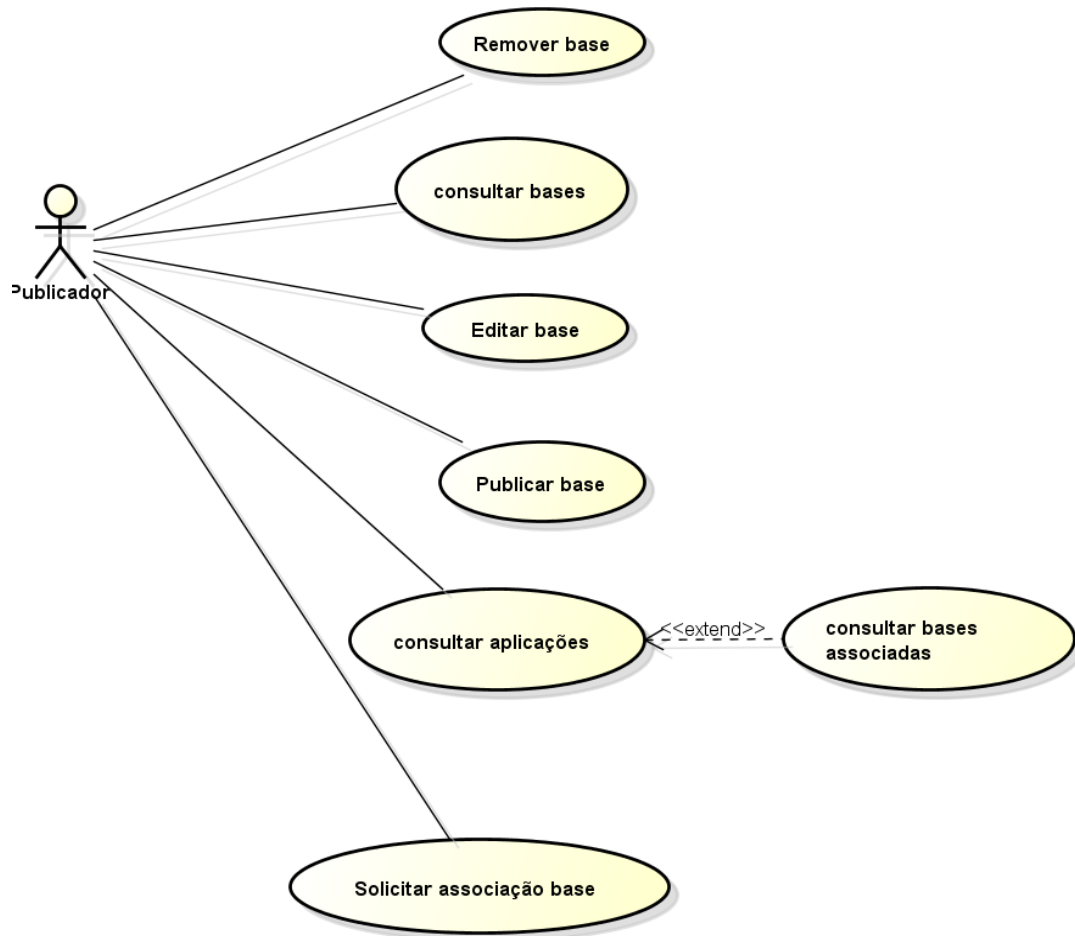 Remover base
consultar bases
Publicador
Editar base
Publicar base
consultar aplicações
<<extend>>
consultar bases
associadas
Solicitar associação base